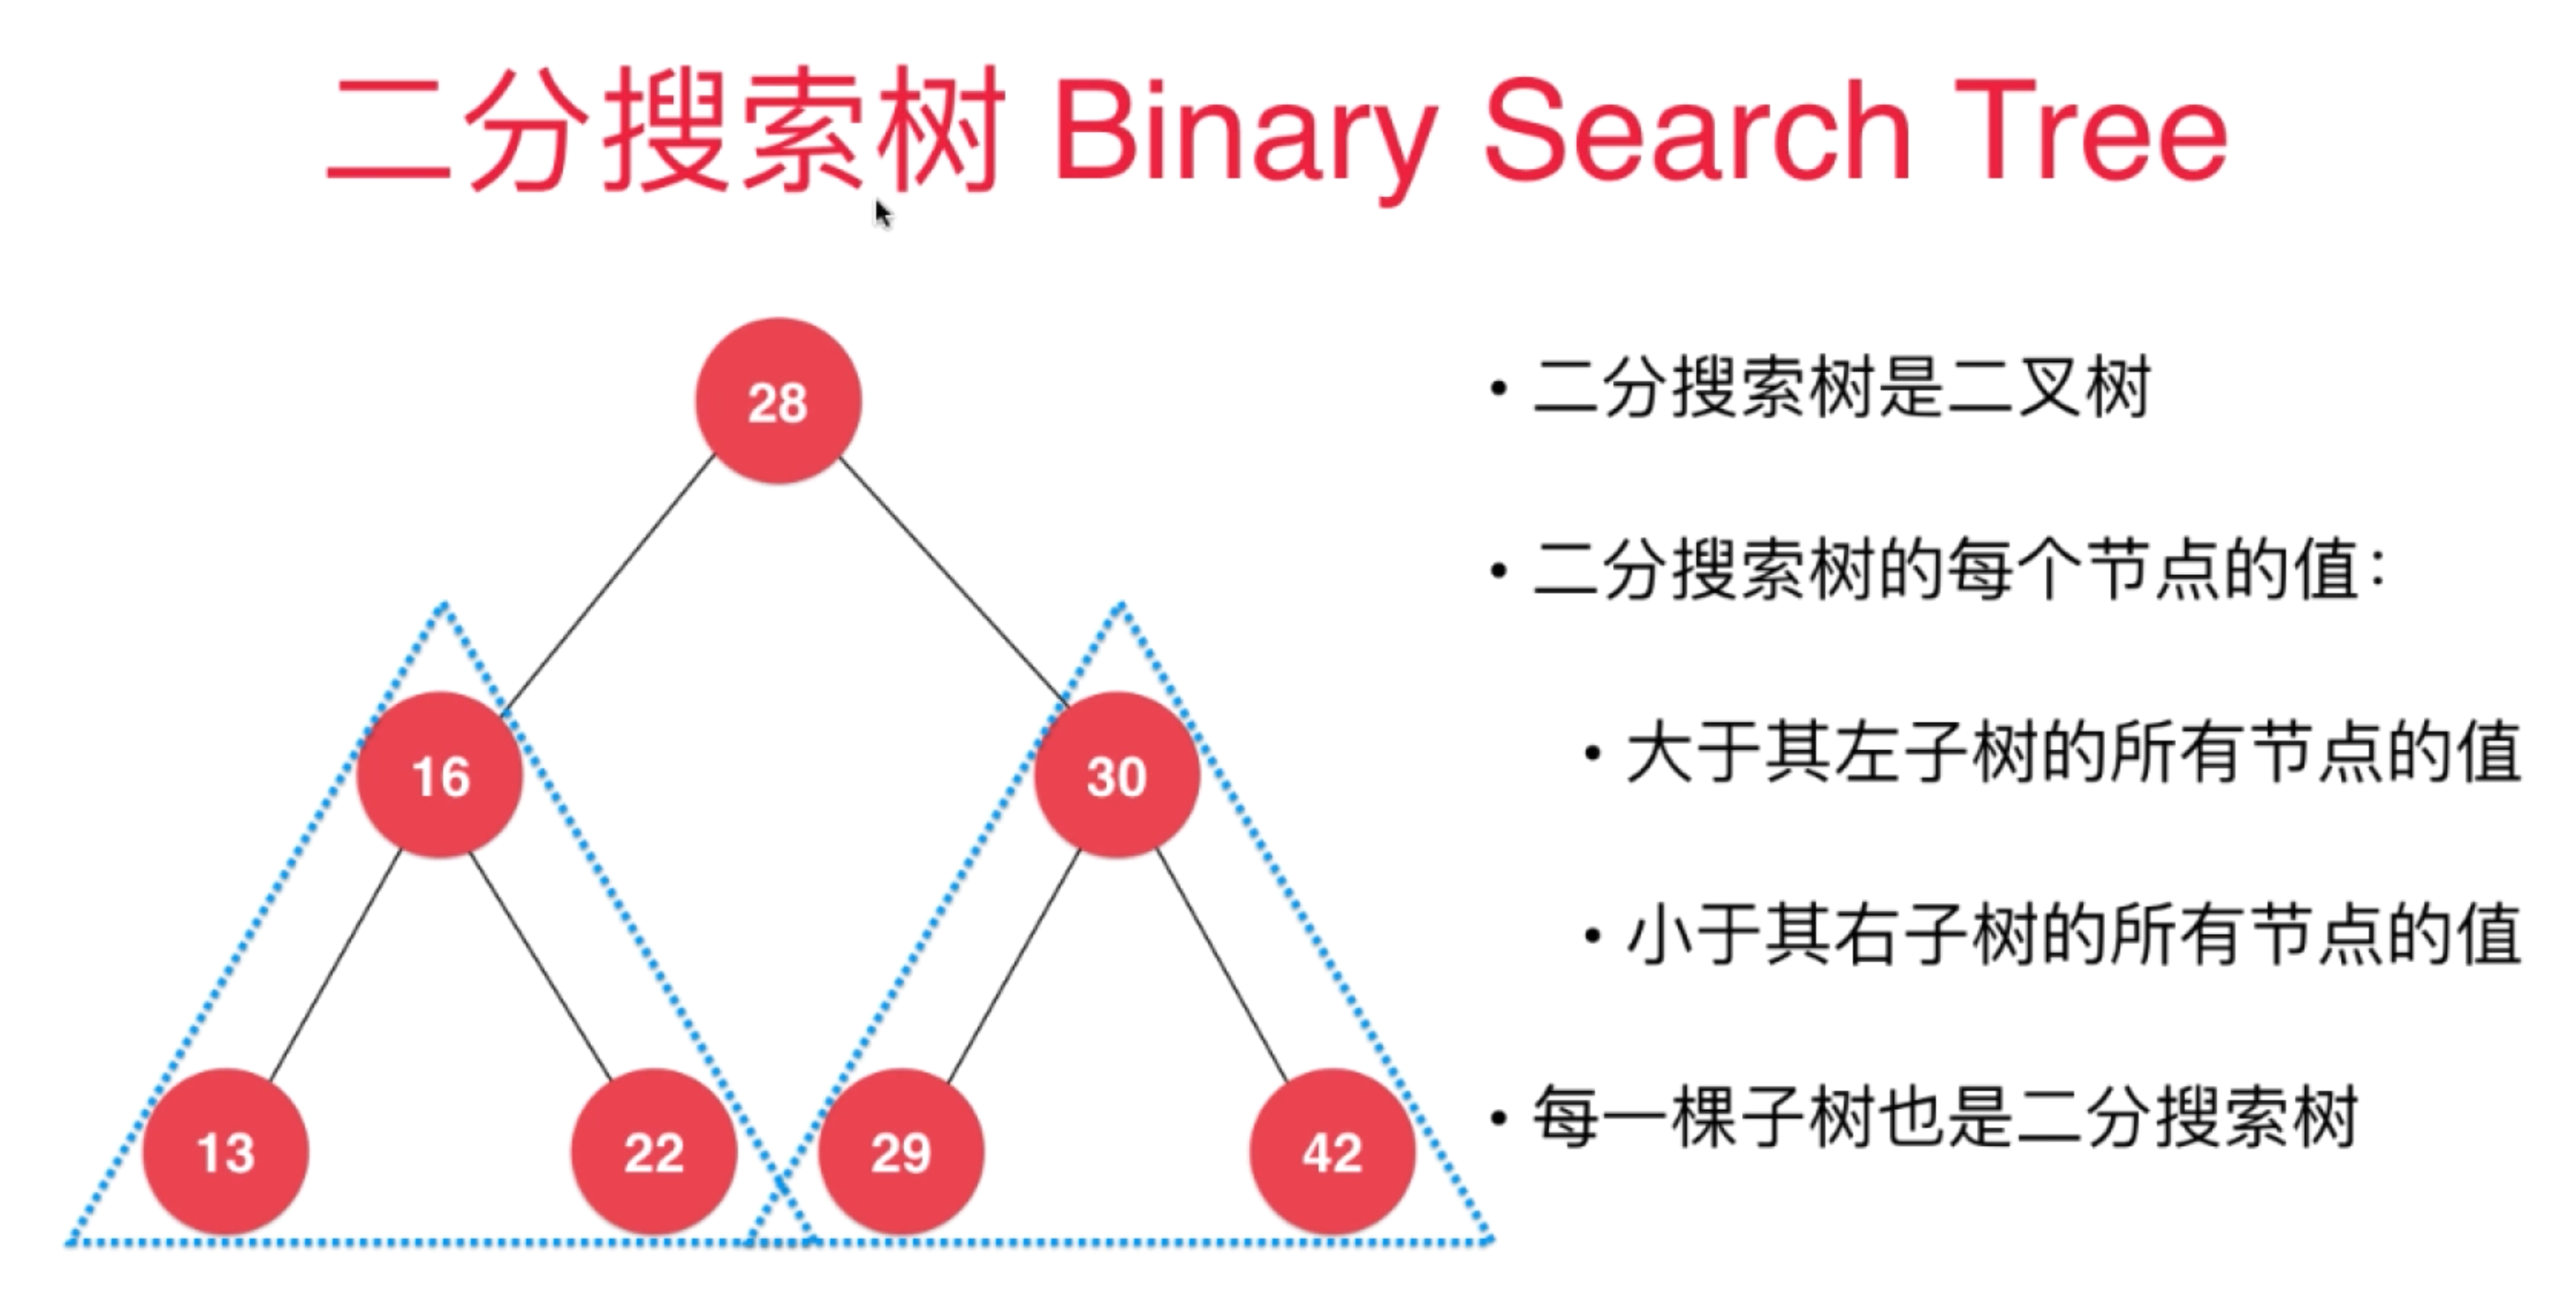 二分搜索树 Binary Search Tree
28
16
30
13
22
29
42
• 二分搜索树是二叉树
• 二分搜索树的每个节点的值：
• 大于其左子树的所有节点的值
• 小于其右子树的所有节点的值
• 每一棵子树也是二分搜索树